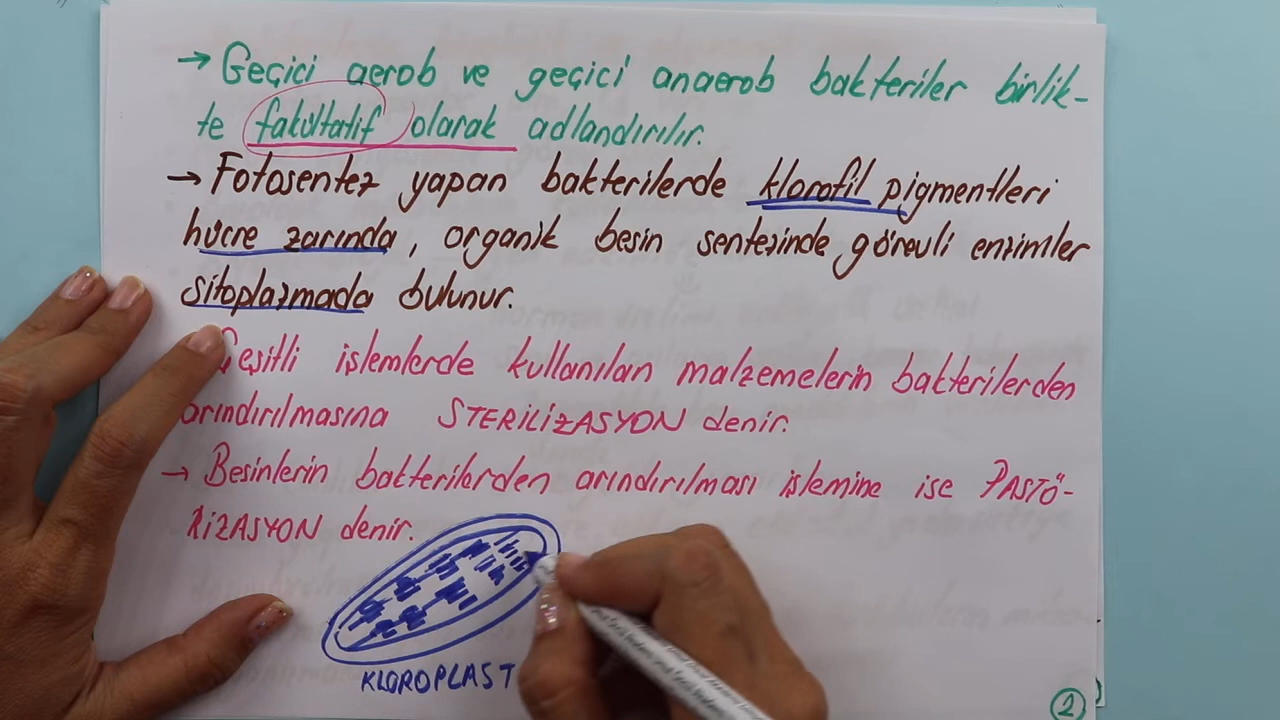 → Geçici aerob ve geçici anaerob bakteriler birlik-
te fakültatif olarak adlandırılır.
→ Fotosentez yapan bakterilerde klorofil pigmentleri
hücre zarında, organik besin sentezinde görevli enzimler
sitoplazmada bulunur.
Çeşitli işlemlerde kullanılan malzemelerin bakterilerden
arındırılmasına STERİLİZASYON denir.
→ Besinlerin bakterilerden arındırılması işlemine ise PASTÖ-
RİZASYON denir.
KLOROPLAST
2